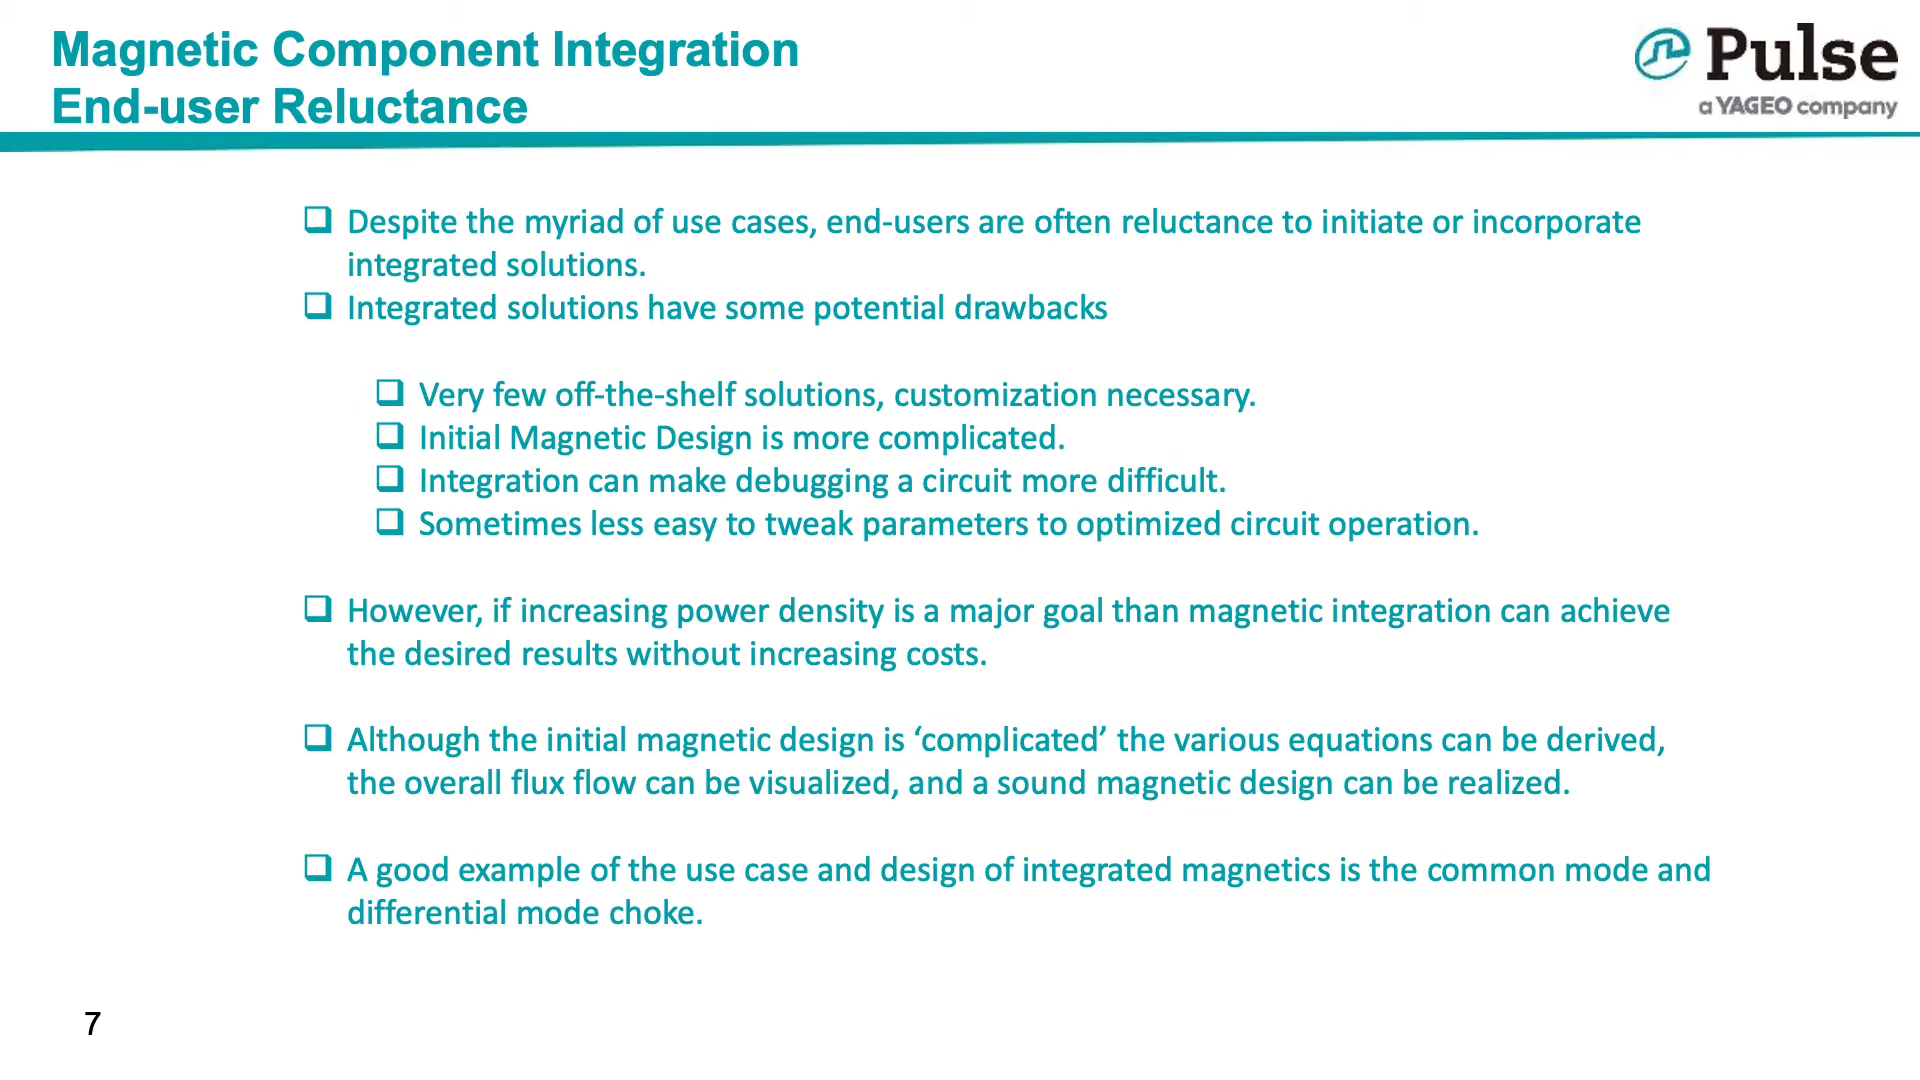 Magnetic Component Integration
End-user Reluctance
Pulse
a YAGEO company
Despite the myriad of use cases, end-users are often reluctance to initiate or incorporate
integrated solutions.
Integrated solutions have some potential drawbacks
Very few off-the-shelf solutions, customization necessary.
Initial Magnetic Design is more complicated.
Integration can make debugging a circuit more difficult.
Sometimes less easy to tweak parameters to optimized circuit operation.
However, if increasing power density is a major goal than magnetic integration can achieve
the desired results without increasing costs.
Although the initial magnetic design is ‘complicated’ the various equations can be derived,
the overall flux flow can be visualized, and a sound magnetic design can be realized.
A good example of the use case and design of integrated magnetics is the common mode and
differential mode choke.
7